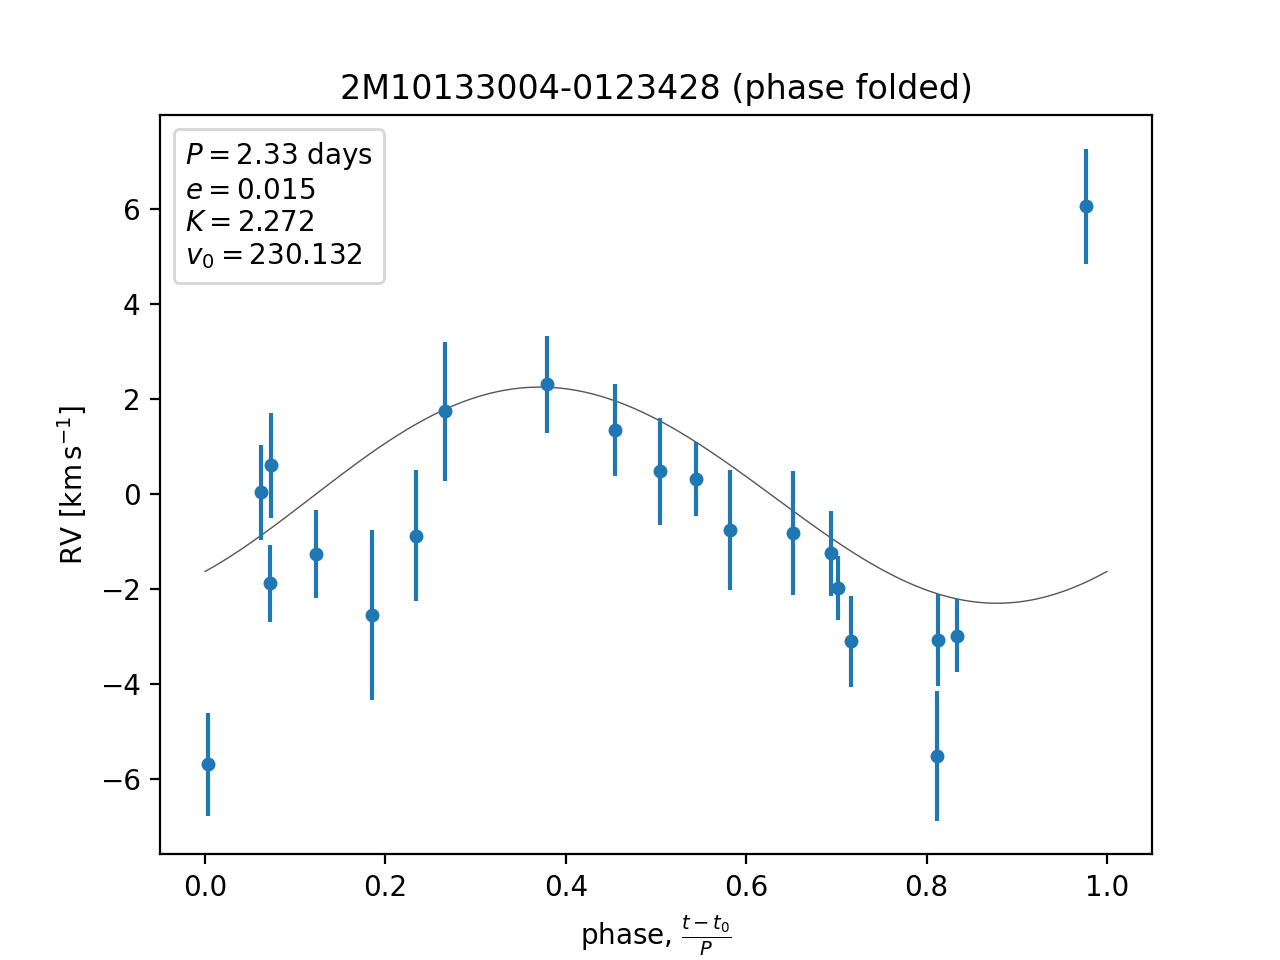 2M10133004-0123428 (phase folded)
P = 2.33 days
e = 0.015
K = 2.272
v₀ = 230.132
RV [km s⁻¹]
6
4
2
0
−2
−4
−6
0.0 0.2 0.4 0.6 0.8 1.0
phase, (t − t₀)/P